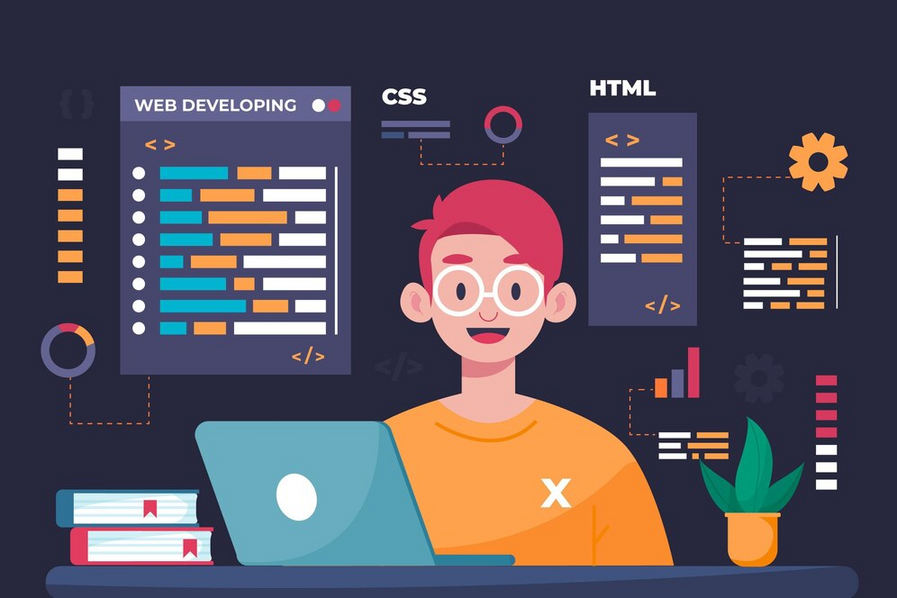 WEB DEVELOPING
CSS
HTML
< >
< >
</>
</>
</>
{ }
X